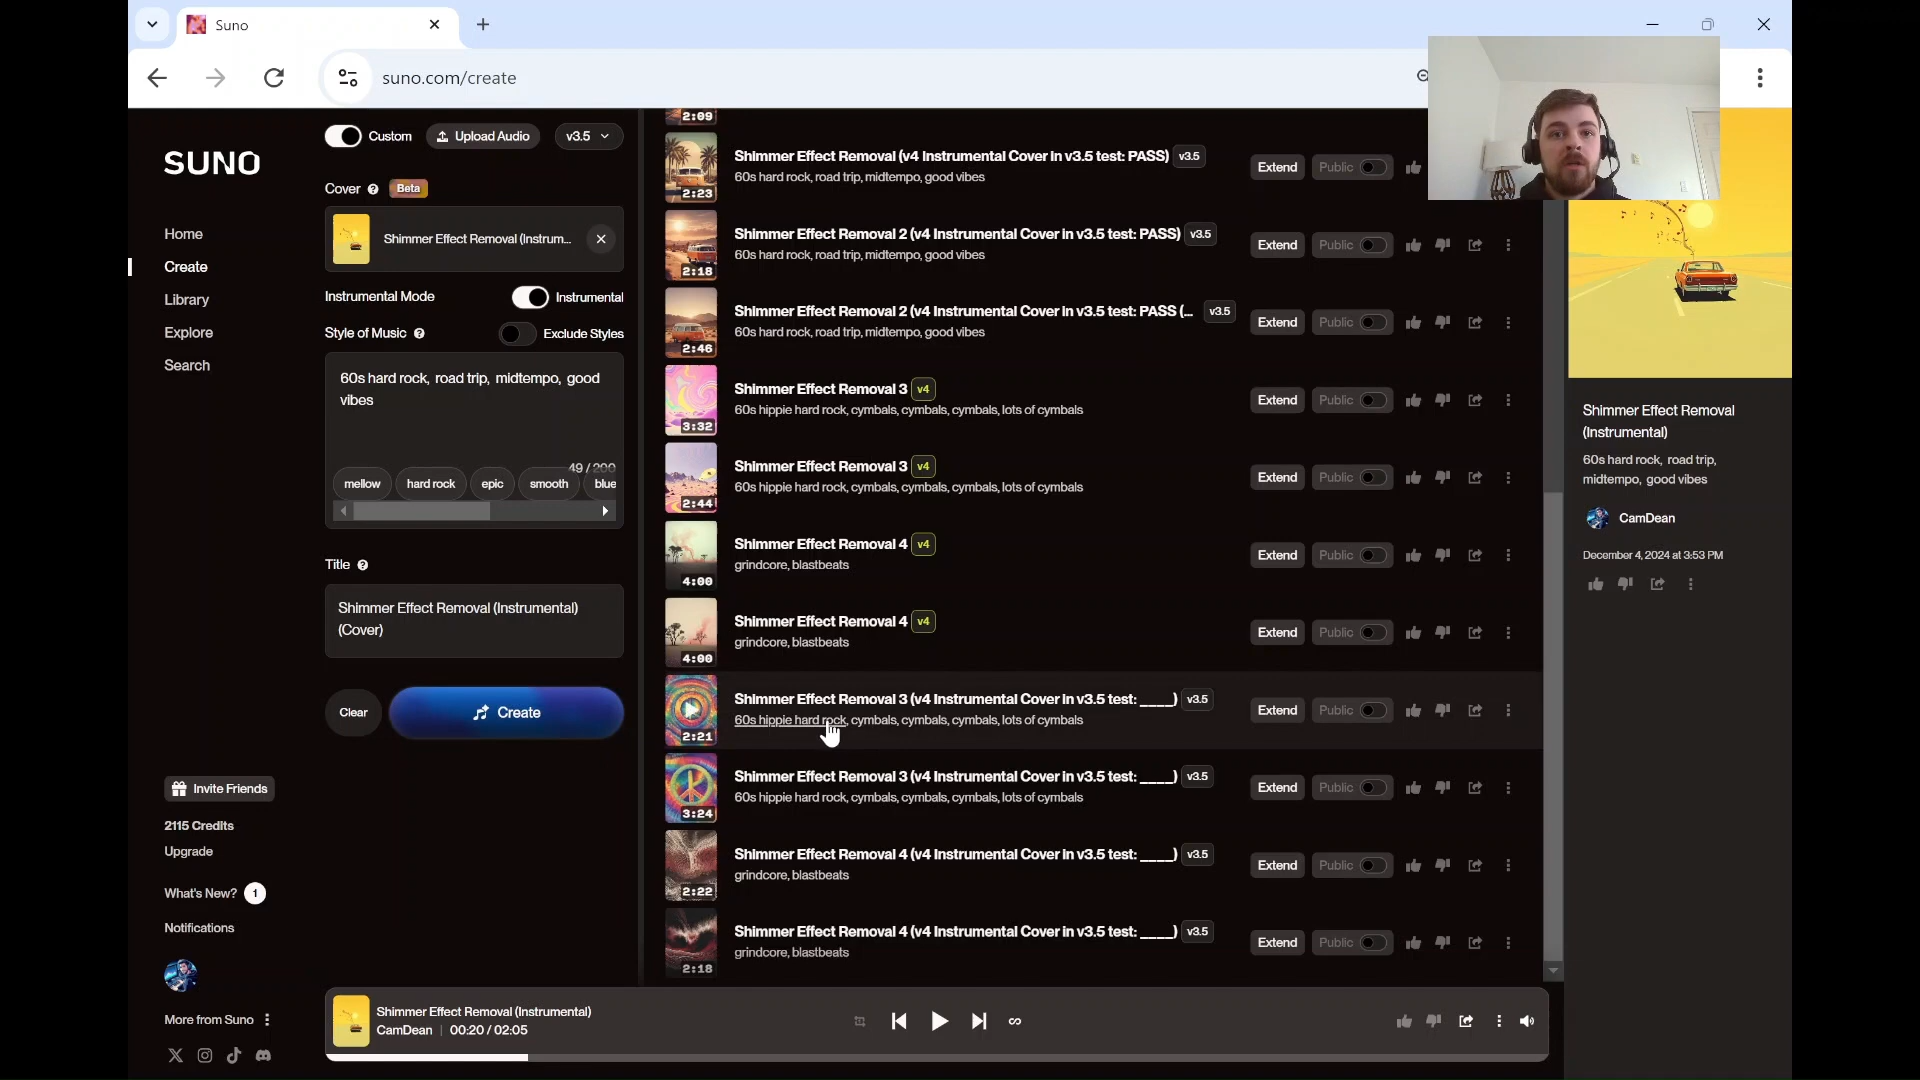 Suno
suno.com/create
SUNO
Home
Create
Library
Explore
Search
Invite Friends
2115 Credits
Upgrade
What's New? 1
Notifications
More from Suno
Custom
Upload Audio
v3.5
Cover
Beta
Shimmer Effect Removal (Instrum...
Instrumental Mode
Instrumental
Style of Music
Exclude Styles
60s hard rock, road trip, midtempo, good
vibes
49 / 200
mellow hard rock epic smooth blue
Title
Shimmer Effect Removal (Instrumental)
(Cover)
Clear
Create
2:09
Shimmer Effect Removal (v4 Instrumental Cover in v3.5 test: PASS) v3.5
60s hard rock, road trip, midtempo, good vibes
2:23
Extend Public
Shimmer Effect Removal 2 (v4 Instrumental Cover in v3.5 test: PASS) v3.5
60s hard rock, road trip, midtempo, good vibes
2:18
Extend Public
Shimmer Effect Removal 2 (v4 Instrumental Cover in v3.5 test: PASS (... v3.5
60s hard rock, road trip, midtempo, good vibes
2:46
Extend Public
Shimmer Effect Removal 3 v4
60s hippie hard rock, cymbals, cymbals, cymbals, lots of cymbals
3:32
Extend Public
Shimmer Effect Removal 3 v4
60s hippie hard rock, cymbals, cymbals, cymbals, lots of cymbals
2:44
Extend Public
Shimmer Effect Removal 4 v4
grindcore, blastbeats
4:00
Extend Public
Shimmer Effect Removal 4 v4
grindcore, blastbeats
4:00
Extend Public
Shimmer Effect Removal 3 (v4 Instrumental Cover in v3.5 test: ____) v3.5
60s hippie hard rock, cymbals, cymbals, cymbals, lots of cymbals
2:21
Extend Public
Shimmer Effect Removal 3 (v4 Instrumental Cover in v3.5 test: ____) v3.5
60s hippie hard rock, cymbals, cymbals, cymbals, lots of cymbals
3:24
Extend Public
Shimmer Effect Removal 4 (v4 Instrumental Cover in v3.5 test: ____) v3.5
grindcore, blastbeats
2:22
Extend Public
Shimmer Effect Removal 4 (v4 Instrumental Cover in v3.5 test: ____) v3.5
grindcore, blastbeats
2:18
Extend Public
Shimmer Effect Removal
(Instrumental)
60s hard rock, road trip,
midtempo, good vibes
CamDean
December 4, 2024 at 3:53 PM
Shimmer Effect Removal (Instrumental)
CamDean | 00:20 / 02:05